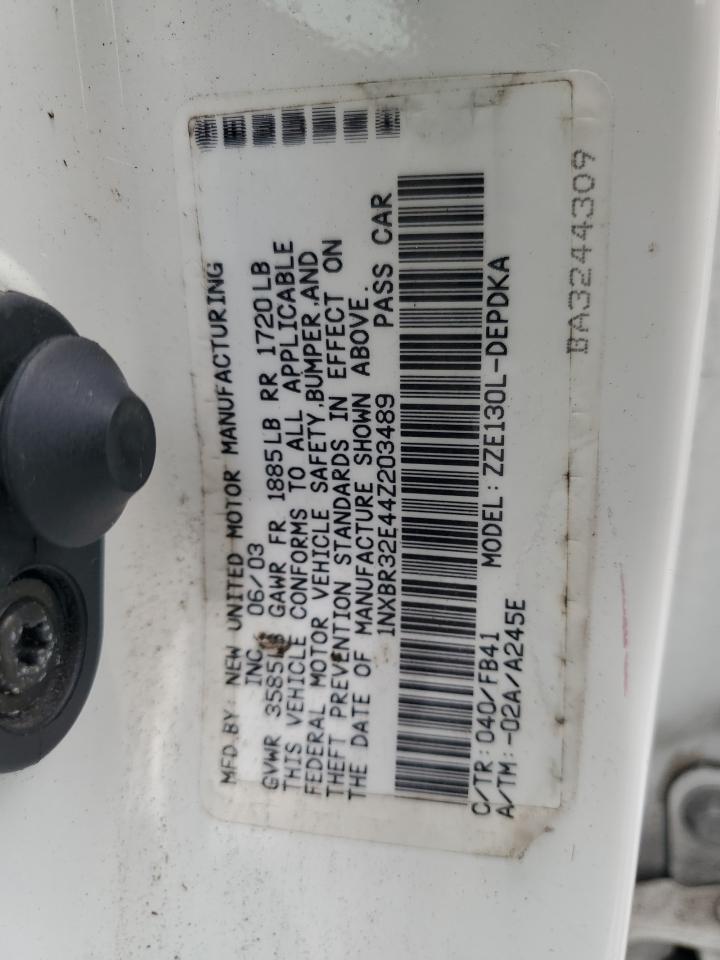 MFD.BY: NEW UNITED MOTOR MANUFACTURING
INC. 06/03
GVWR 3585LB GAWR FR 1885LB RR 1720LB
THIS VEHICLE CONFORMS TO ALL APPLICABLE
FEDERAL MOTOR VEHICLE SAFETY,BUMPER,AND
THEFT PREVENTION STANDARDS IN EFFECT ON
THE DATE OF MANUFACTURE SHOWN ABOVE.
1NXBR32E44Z203489 PASS CAR
C/TR:040/FB41 MODEL:ZZE130L-DEPDKA
A/TM:-02A/A245E
BA3244309